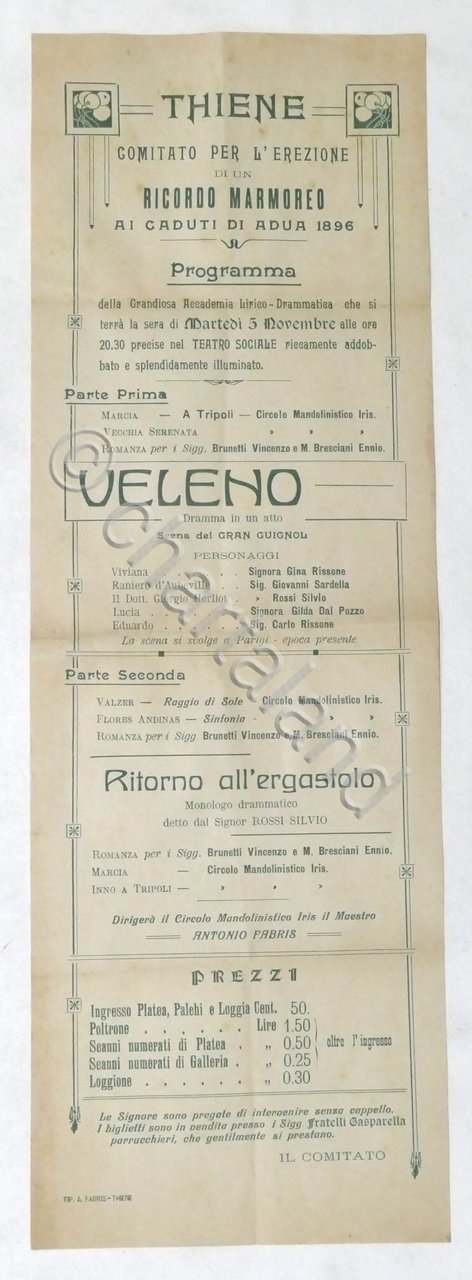 THIENE
COMITATO PER L'EREZIONE
DI UN
RICORDO MARMOREO
AI CADUTI DI ADUA 1896
Programma
della Grandiosa Accademia Lirico-Drammatica che si
terrà la sera di Martedì 5 Novembre alle ore
20.30 precise nel TEATRO SOCIALE riccamente addob-
bato e splendidamente illuminato.
Parte Prima
MARCIA — A Tripoli — Circolo Mandolinistico Iris.
VECCHIA SERENATA » » »
ROMANZA per i Sigg. Brunetti Vincenzo e M. Bresciani Ennio.
VELENO
Dramma in un atto
Scena del GRAN GUIGNOL
PERSONAGGI
Viviana . . . Signora Gina Rissone
Raniero d'Aubeville . . Sig. Giovanni Sardella
Il Dott. Giorgio Herliot . » Rossi Silvio
Lucia . . . . . Signora Gilda Dal Pozzo
Eduardo . . . . . Sig. Carlo Rissone
La scena si svolge a Parigi - epoca presente
Parte Seconda
VALZER — Raggio di Sole - Circolo Mandolinistico Iris.
FLORES ANDINAS — Sinfonia - » » »
ROMANZA per i Sigg. Brunetti Vincenzo e M. Bresciani Ennio.
Ritorno all'ergastolo
Monologo drammatico
detto dal Signor ROSSI SILVIO
ROMANZA per i Sigg. Brunetti Vincenzo e M. Bresciani Ennio.
MARCIA — Circolo Mandolinistico Iris.
INNO A TRIPOLI — » » »
Dirigerà il Circolo Mandolinistico Iris il Maestro
ANTONIO FABRIS
PREZZI
Ingresso Platea, Palchi e Loggia Cent. 50.
Poltrone . . . . . . Lire 1.50
Scanni numerati di Platea . „ 0.50 oltre l'ingresso
Scanni numerati di Galleria . „ 0.25
Loggione . . . . . . „ 0.30
Le Signore sono pregate di intervenire senza cappello.
I biglietti sono in vendita presso i Sigg. Fratelli Gasparella
parrucchieri, che gentilmente si prestano.
IL COMITATO
TIP. A. FABRIS - THIENE
© chartaland